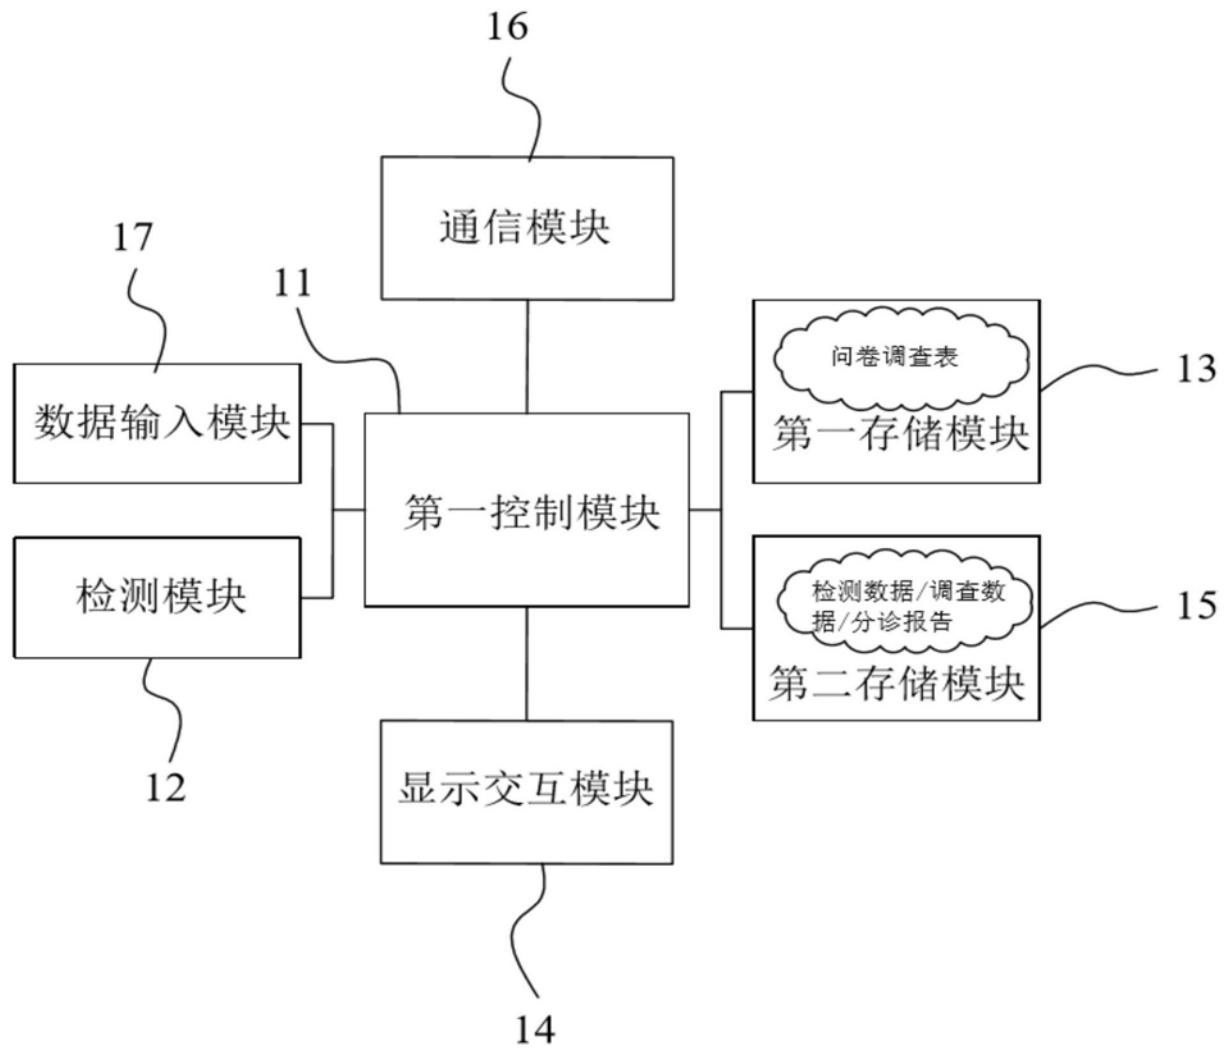 16
通信模块
17
11
问卷调查表
13
第一存储模块
数据输入模块
第一控制模块
检测模块
检测数据/调查数
据/分诊报告
15
第二存储模块
12
显示交互模块
14